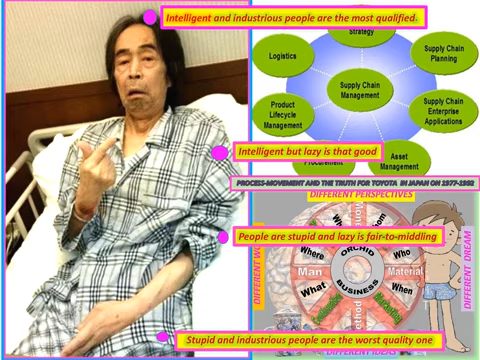 Intelligent and industrious people are the most qualified.
Strategy
Logistics
Supply Chain
Planning
Supply Chain
Management
Product
Lifecycle
Management
Supply Chain
Enterprise
Applications
Intelligent but lazy is that good
Procurement
Asset
Management
PROCESS-MOVEMENT AND THE TRUTH FOR TOYOTA IN JAPAN ON 1977-1992
DIFFERENT PERSPECTIVES
People are stupid and lazy is fair-to-middling
Why
Where
Who
Man
ORCHID
Material
What
BUSINESS
When
DIFFERENT DREAM
Stupid and industrious people are the worst quality one
DIFFERENT IDEAS